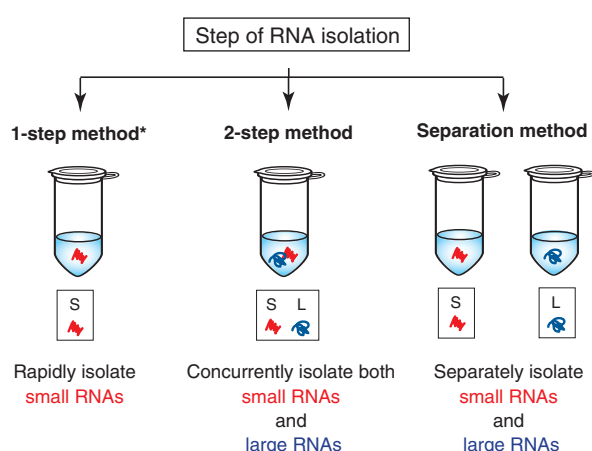 Step of RNA isolation
1-step method*
2-step method
Separation method
S
S L
S
L
Rapidly isolate
small RNAs
Concurrently isolate both
small RNAs
and
large RNAs
Separately isolate
small RNAs
and
large RNAs